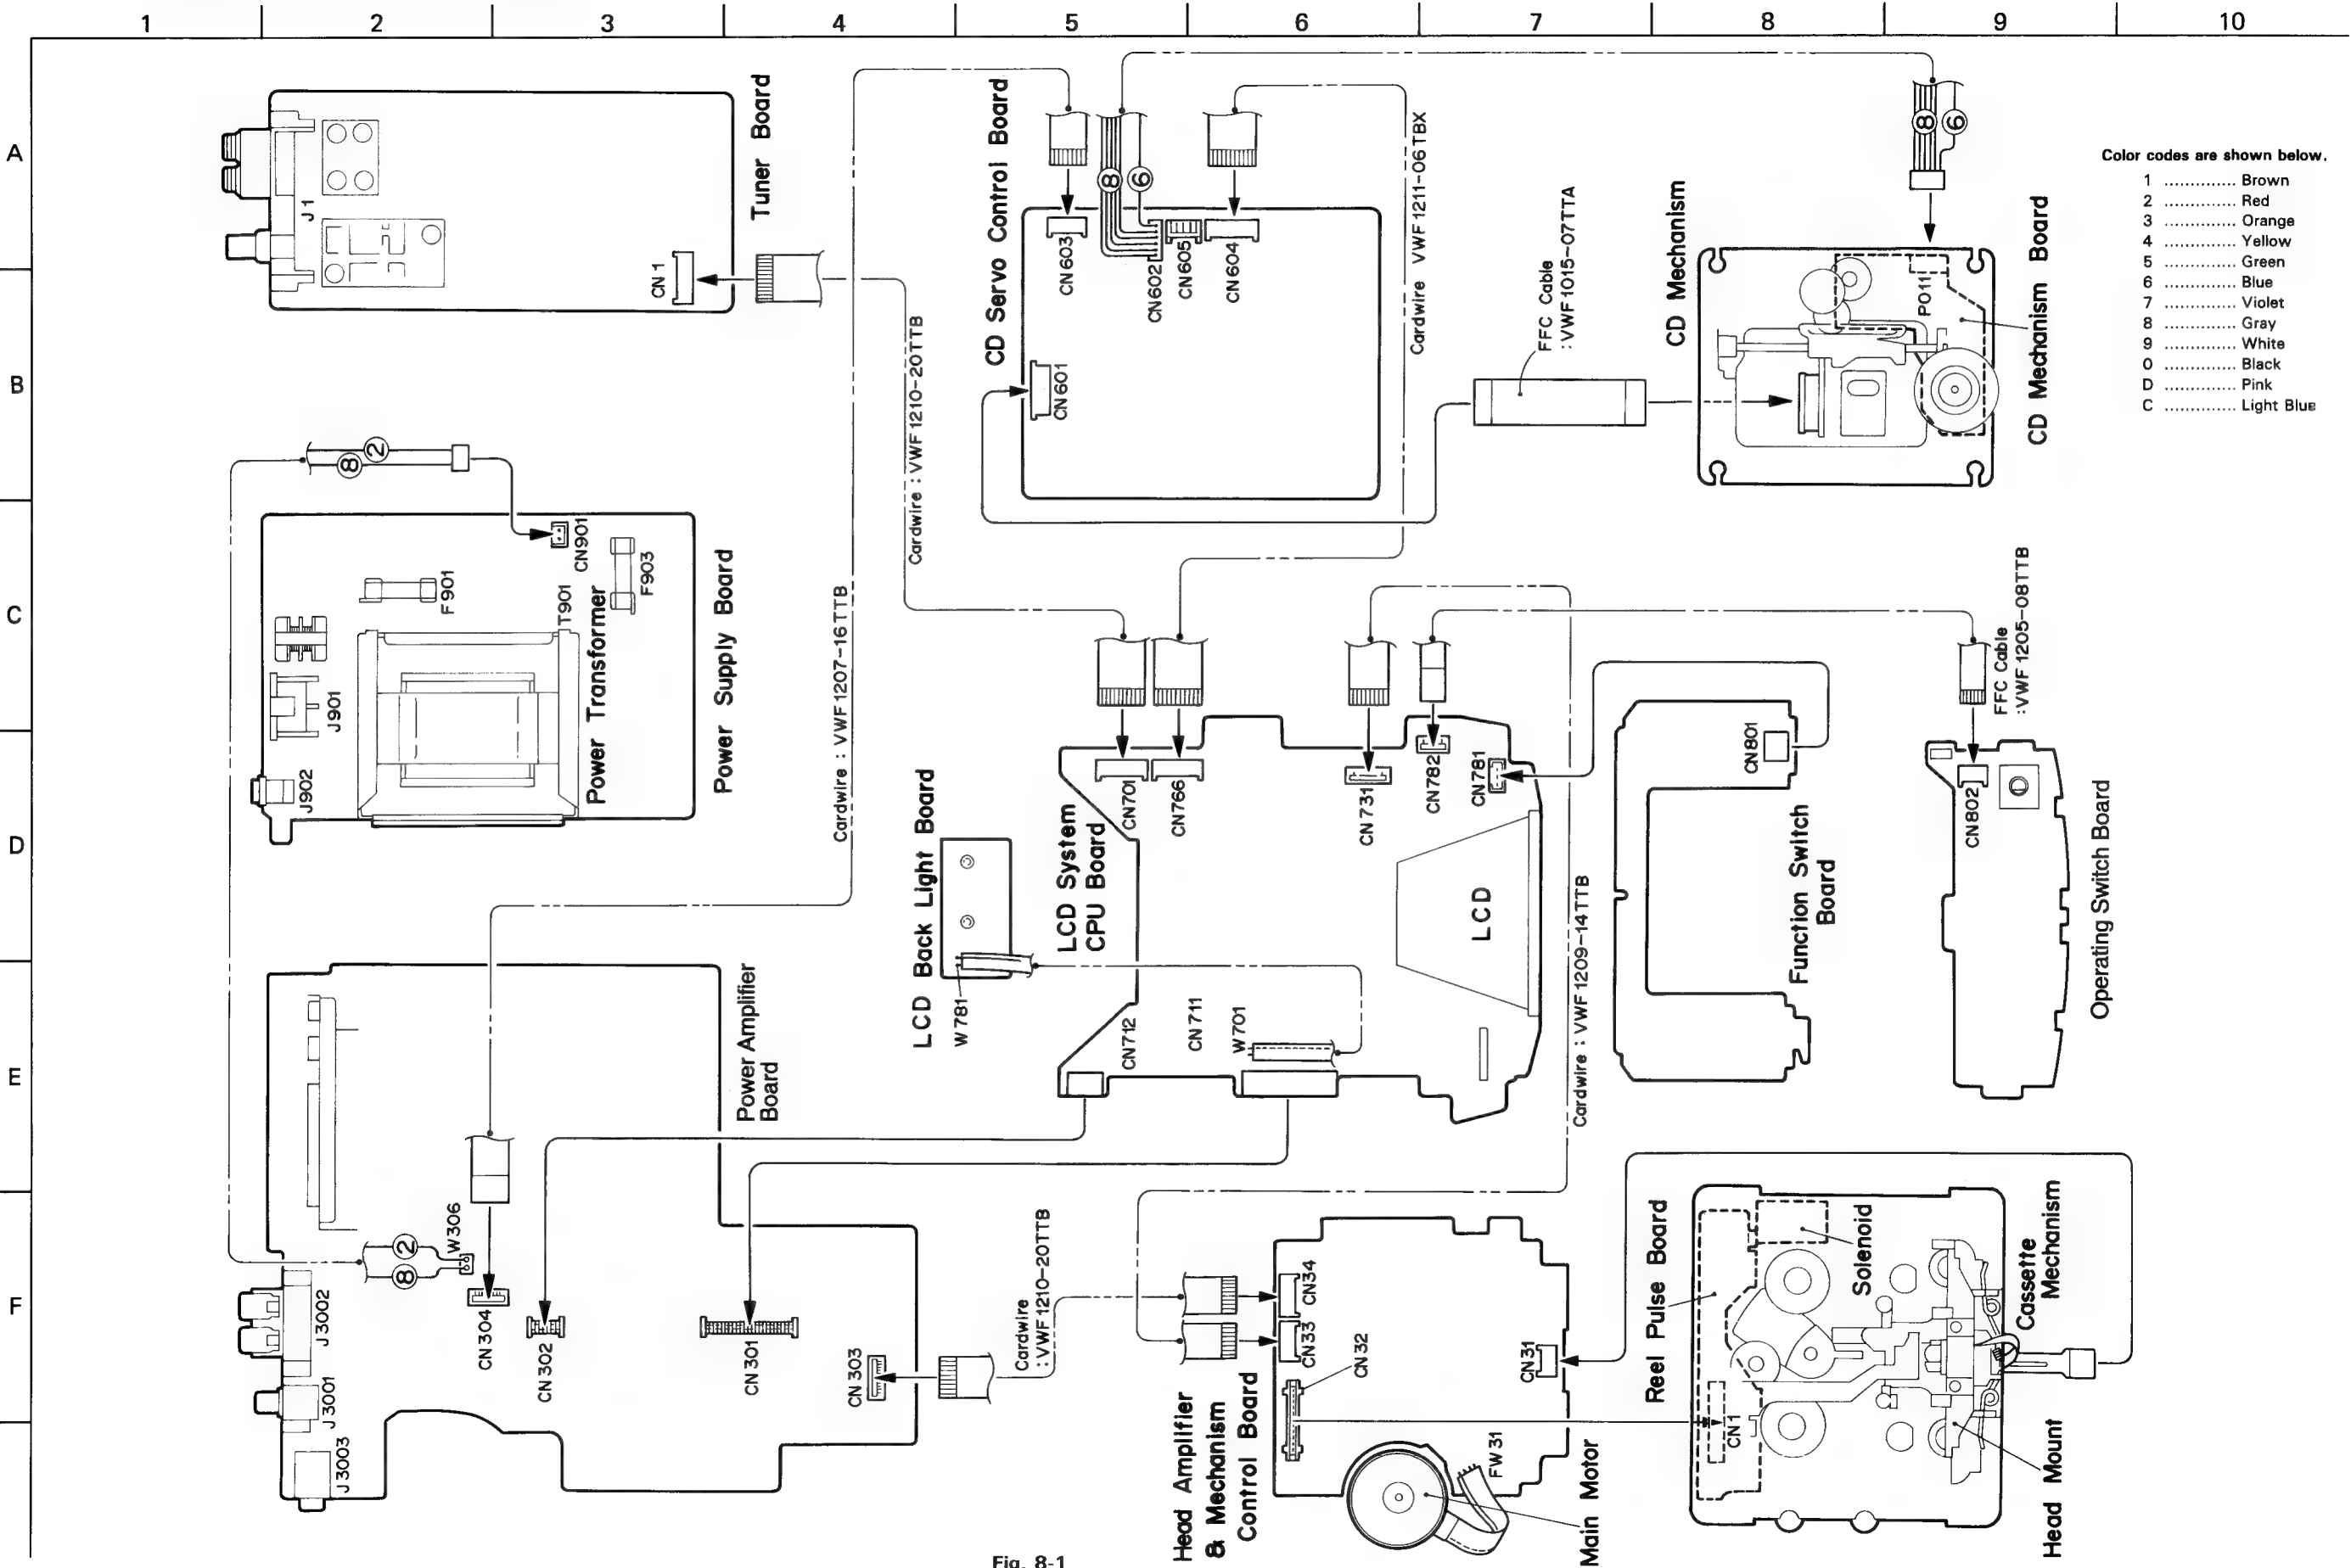 1 2 3 4 5 6 7 8 9 10
A
B
C
D
E
F
Color codes are shown below.
1 .............. Brown
2 .............. Red
3 .............. Orange
4 .............. Yellow
5 .............. Green
6 .............. Blue
7 .............. Violet
8 .............. Gray
9 .............. White
0 .............. Black
D .............. Pink
C .............. Light Blue
J1
CN1
Tuner Board
CD Servo Control Board
CN603
8
6
CN602
CN605
CN604
CN601
Cardwire VWF1211-06TBX
FFC Cable
:VWF1015-07TTA
CD Mechanism
8
6
P011
CD Mechanism Board
Cardwire : VWF1210-20TTB
8
2
CN901
F901
F903
T901
J901
J902
Power Transformer
Power Supply Board
Cardwire : VWF1207-16TTB
FFC Cable
:VWF1205-08TTB
CN701
CN766
CN731
CN782
CN781
CN801
CN802
LCD Back Light Board
W781
LCD System
CPU Board
LCD
CN712
CN711
W701
Cardwire : VWF1209-14TTB
Function Switch
Board
Operating Switch Board
Power Amplifier
Board
2
8
W306
J3002
J3001
J3003
CN304
CN302
CN301
CN303
Cardwire
:VWF1210-20TTB
CN34
CN33
CN32
CN31
FW31
Head Amplifier
& Mechanism
Control Board
Main Motor
Reel Pulse Board
Solenoid
Cassette
Mechanism
CN1
Head Mount
Fig. 8-1